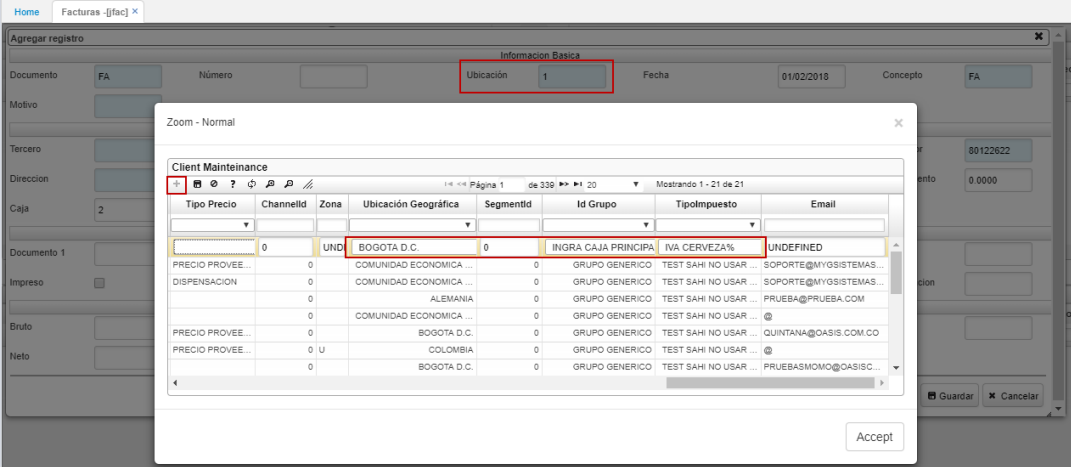 Home Facturas -[jfac] ×
Agregar registro
Informacion Basica
Documento FA Número Ubicación 1 Fecha 01/02/2018 Concepto FA
Motivo
Zoom - Normal
Tercero 80122622
Client Mainteinance
Direccion ento 0.0000
Página 1 de 339 20 Mostrando 1 - 21 de 21
Caja 2
Tipo Precio ChannelId Zona Ubicación Geográfica SegmentId Id Grupo TipoImpuesto Email
Documento 1
0 UNDI BOGOTA D.C. 0 INGRA CAJA PRINCIPA IVA CERVEZA% UNDEFINED
PRECIO PROVEE... 0 COMUNIDAD ECONOMICA ... 0 GRUPO GENERICO TEST SAHI NO USAR ... SOPORTE@MYGSISTEMAS...
Impreso cion
DISPENSACION 0 COMUNIDAD ECONOMICA ... 0 GRUPO GENERICO TEST SAHI NO USAR ... SOPORTE@MYGSISTEMAS...
0 ALEMANIA 0 GRUPO GENERICO TEST SAHI NO USAR ... PRUEBA@PRUEBA.COM
0 COMUNIDAD ECONOMICA ... 0 GRUPO GENERICO TEST SAHI NO USAR ... @
Bruto
PRECIO PROVEE... 0 BOGOTA D.C. 0 GRUPO GENERICO TEST SAHI NO USAR ... QUINTANA@OASIS.COM.CO
PRECIO PROVEE... 0 U COLOMBIA 0 GRUPO GENERICO TEST SAHI NO USAR ... @
Neto
0 BOGOTA D.C. 0 GRUPO GENERICO TEST SAHI NO USAR ... PRUEBASMOMO@OASISC...
Guardar Cancelar
Accept